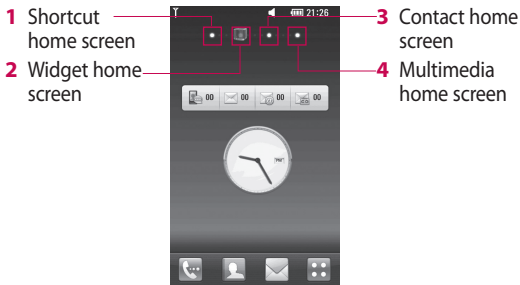 1 Shortcut
home screen
2 Widget home
screen
21:26
00 00 00 00
PM
3 Contact home
screen
4 Multimedia
home screen